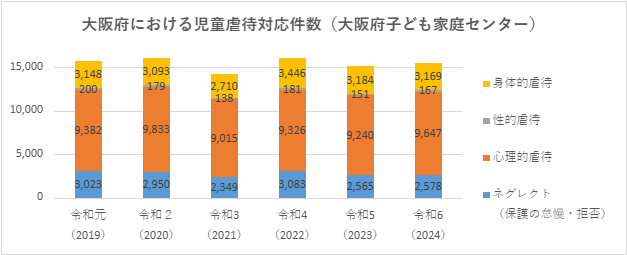 大阪府における児童虐待対応件数（大阪府子ども家庭センター）
15,000
10,000
5,000
0
3,148 3,093 2,710 3,446 3,184 3,169
200 179 138 181 151 167
9,382 9,833 9,015 9,326 9,240 9,647
3,023 2,950 2,349 3,083 2,565 2,578
令和元 令和２ 令和3 令和4 令和5 令和6
（2019） （2020） （2021） （2022） （2023） （2024）
身体的虐待
性的虐待
心理的虐待
ネグレクト
（保護の怠慢・拒否）